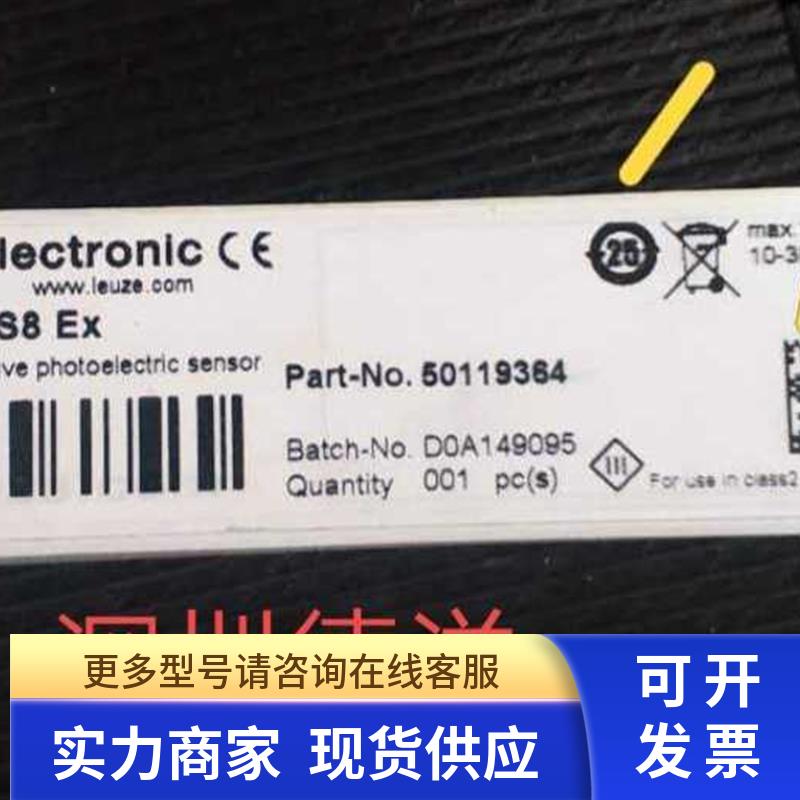 lectronic CE
www.leuze.com
S8 Ex
ve photoelectric sensor
25
max.
10-3
Part-No. 50119364
Batch-No. D0A149095
Quantity 001 pc(s)
For use in class2
更多型号请咨询在线客服
实力商家 现货供应
可开
发票